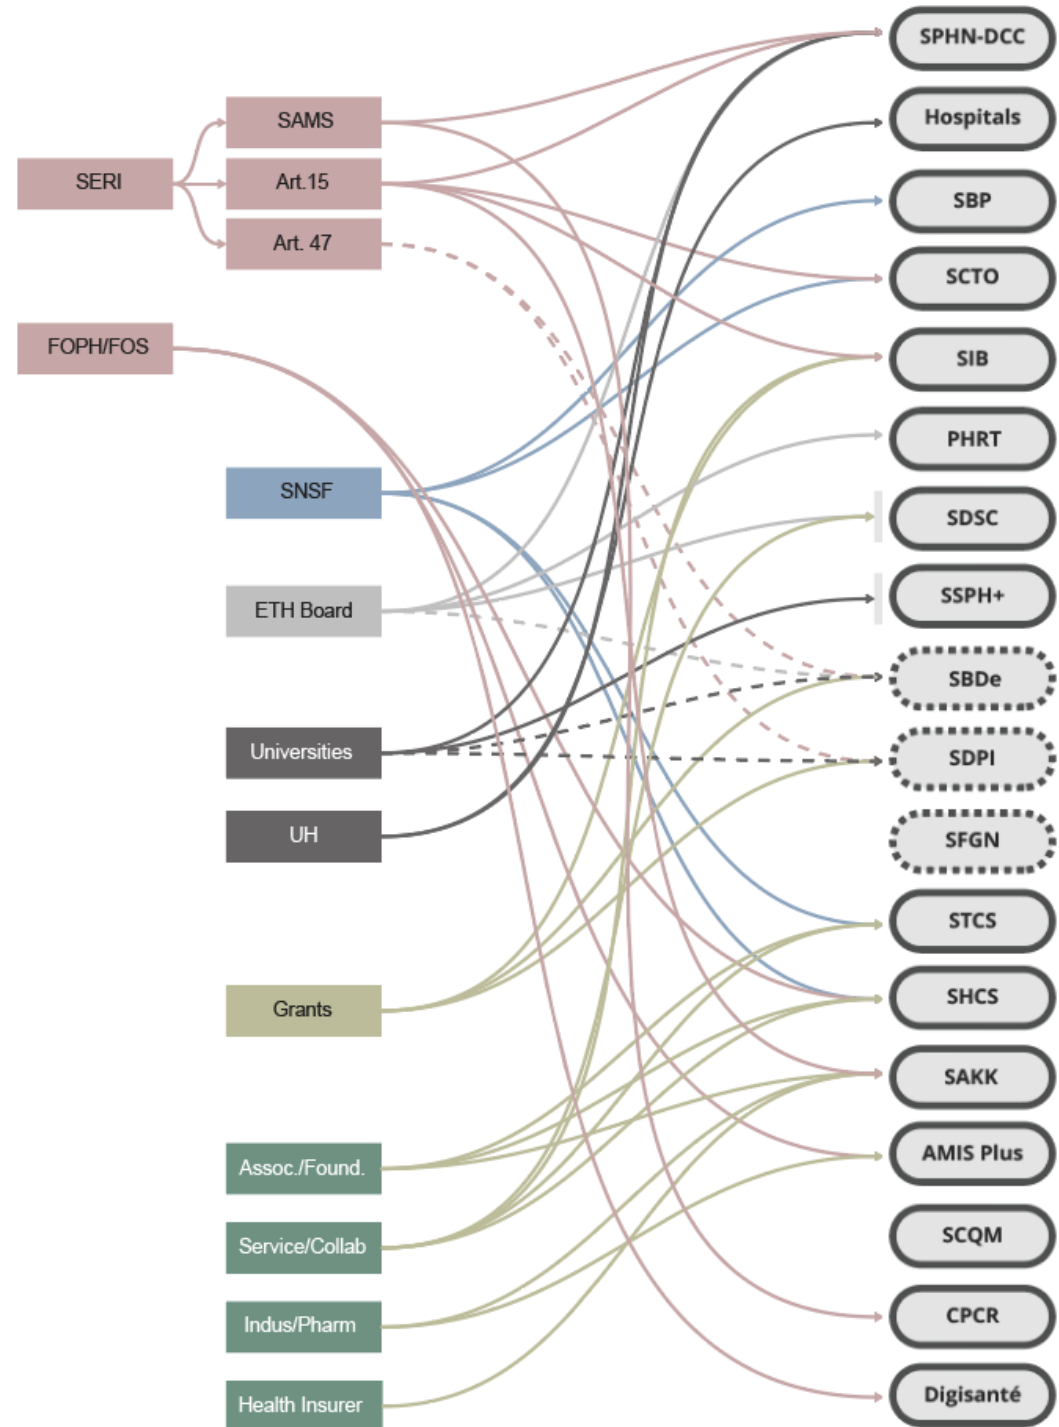 SERI
FOPH/FOS
SAMS
Art.15
Art. 47
SNSF
ETH Board
Universities
UH
Grants
Assoc./Found.
Service/Collab
Indus/Pharm
Health Insurer
SPHN-DCC
Hospitals
SBP
SCTO
SIB
PHRT
SDSC
SSPH+
SBDe
SDPI
SFGN
STCS
SHCS
SAKK
AMIS Plus
SCQM
CPCR
Digisanté